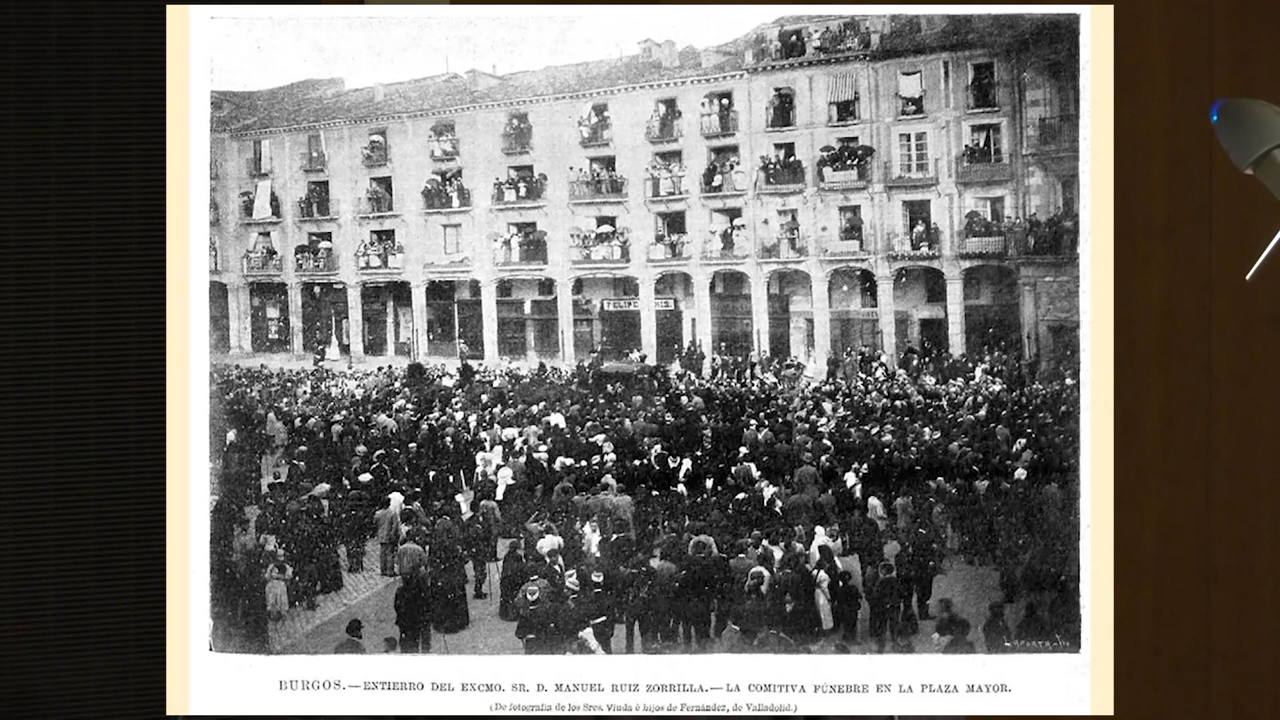 FELIPE
BURGOS.—ENTIERRO DEL EXCMO. SR. D. MANUEL RUIZ ZORRILLA.—LA COMITIVA FÚNEBRE EN LA PLAZA MAYOR.
(De fotografía de los Sres. Viuda é hijos de Fernández, de Valladolid.)